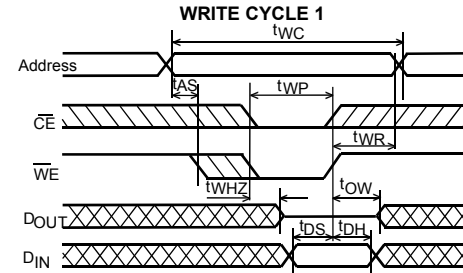 WRITE CYCLE 1
tWC
Address
tAS
tWP
CE
tWR
WE
tWHZ
tOW
DOUT
tDS
tDH
DIN